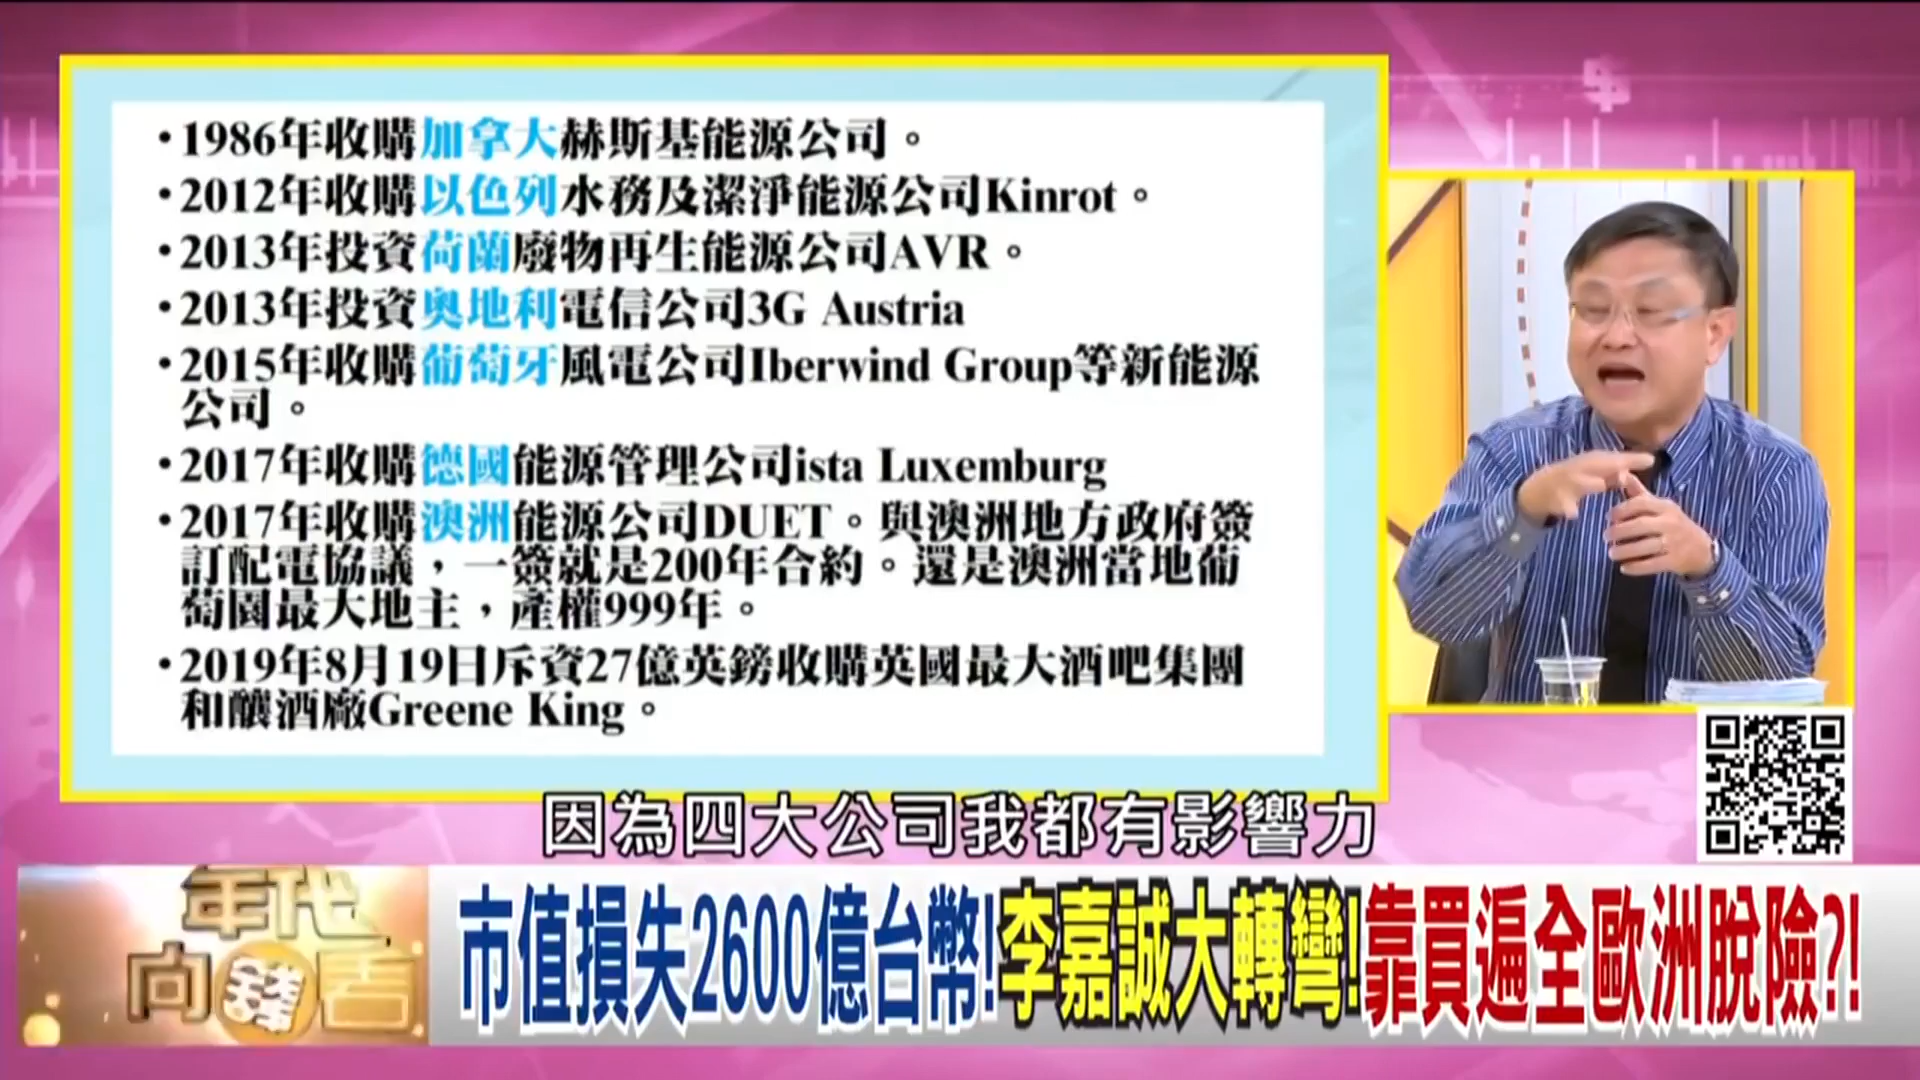 •1986年收購加拿大赫斯基能源公司。
•2012年收購以色列水務及潔淨能源公司Kinrot。
•2013年投資荷蘭廢物再生能源公司AVR。
•2013年投資奧地利電信公司3G Austria
•2015年收購葡萄牙風電公司Iberwind Group等新能源
公司。
•2017年收購德國能源管理公司ista Luxemburg
•2017年收購澳洲能源公司DUET。與澳洲地方政府簽
訂配電協議，一簽就是200年合約。還是澳洲當地葡
萄園最大地主，產權999年。
•2019年8月19日斥資27億英鎊收購英國最大酒吧集團
和釀酒廠Greene King。
因為四大公司我都有影響力
年代
向錢看
市值損失2600億台幣!李嘉誠大轉彎!靠買遍全歐洲脫險?!